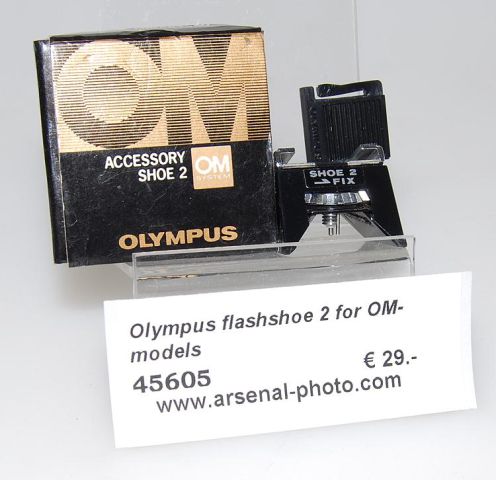 OM
ACCESSORY
SHOE 2
OM
SYSTEM
OLYMPUS
SHOE 2
FIX
Olympus flashshoe 2 for OM-
models
€ 29.-
45605
www.arsenal-photo.com